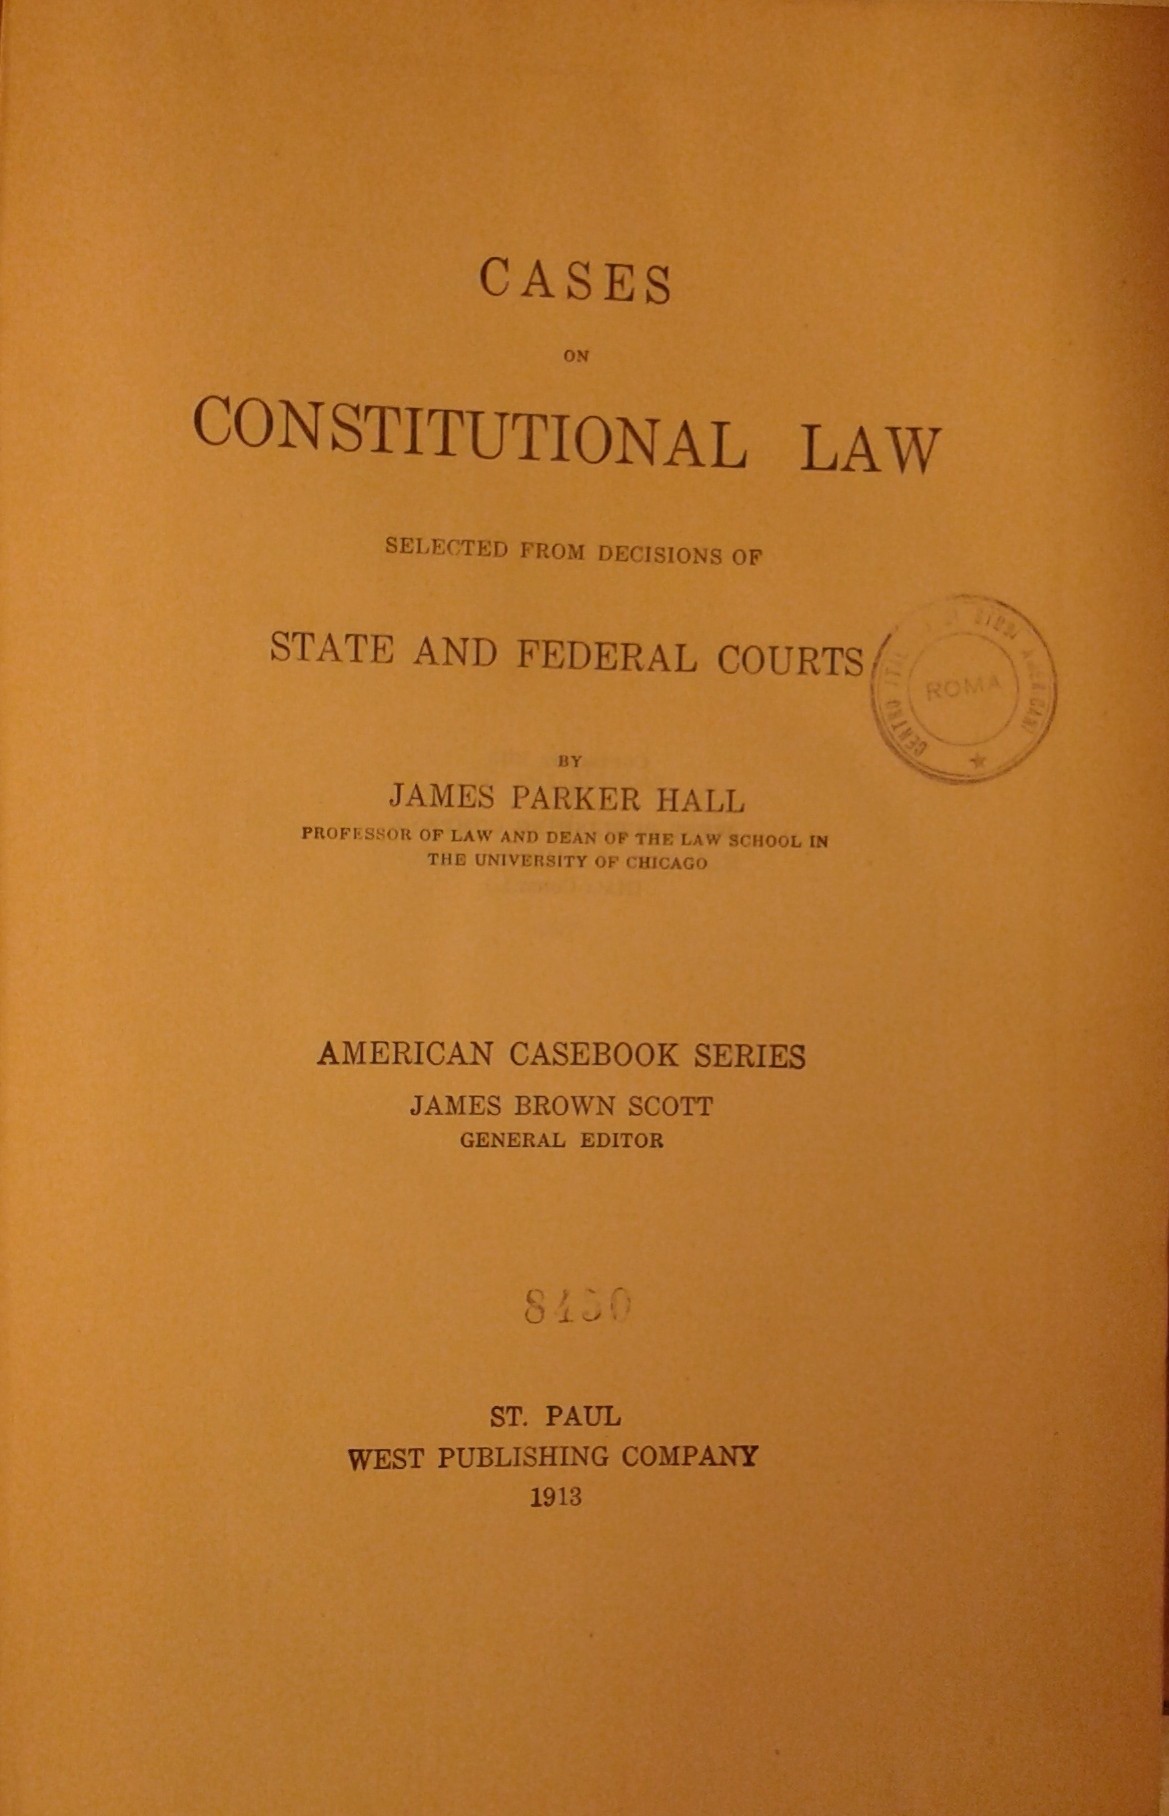 CASES
ON
CONSTITUTIONAL LAW
SELECTED FROM DECISIONS OF
STATE AND FEDERAL COURTS
CENTRO
ROMA
BY
JAMES PARKER HALL
PROFESSOR OF LAW AND DEAN OF THE LAW SCHOOL IN
THE UNIVERSITY OF CHICAGO
AMERICAN CASEBOOK SERIES
JAMES BROWN SCOTT
GENERAL EDITOR
ST. PAUL
WEST PUBLISHING COMPANY
1913